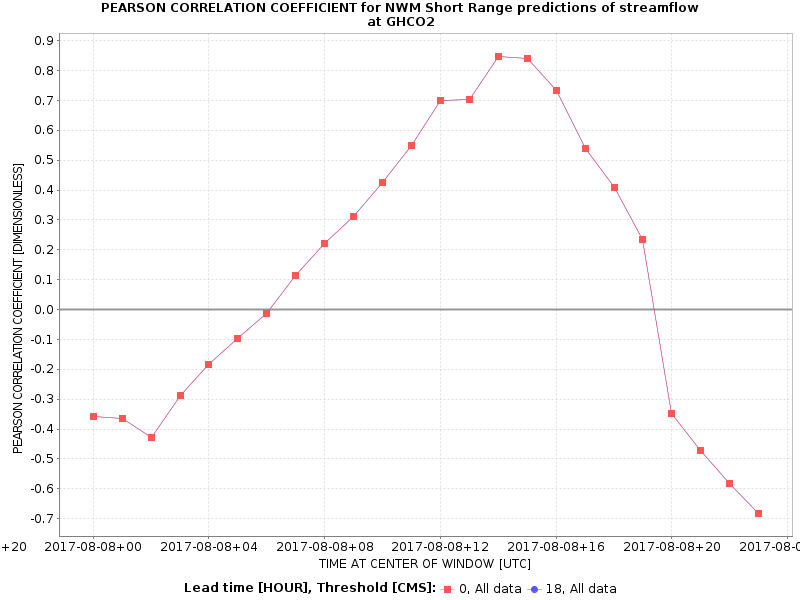 PEARSON CORRELATION COEFFICIENT for NWM Short Range predictions of streamflow
at GHCO2
PEARSON CORRELATION COEFFICIENT [DIMENSIONLESS]
0.9
0.8
0.7
0.6
0.5
0.4
0.3
0.2
0.1
0.0
-0.1
-0.2
-0.3
-0.4
-0.5
-0.6
-0.7
+20 2017-08-08+00 2017-08-08+04 2017-08-08+08 2017-08-08+12 2017-08-08+16 2017-08-08+20 2017-08-0
TIME AT CENTER OF WINDOW [UTC]
Lead time [HOUR], Threshold [CMS]: 0, All data 18, All data